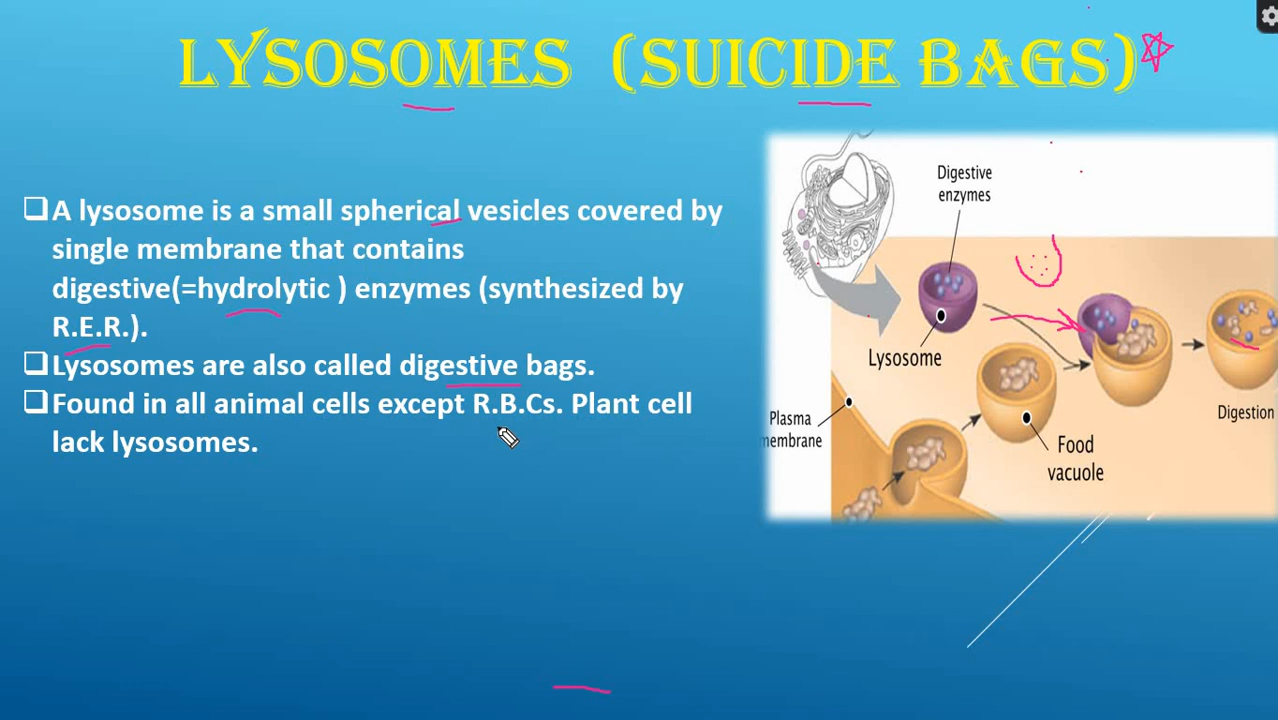 LYSOSOMES (SUICIDE BAGS)
A lysosome is a small spherical vesicles covered by
single membrane that contains
digestive(=hydrolytic ) enzymes (synthesized by
R.E.R.).
Lysosomes are also called digestive bags.
Found in all animal cells except R.B.Cs. Plant cell
lack lysosomes.
Digestive
enzymes
Lysosome
Plasma
membrane
Food
vacuole
Digestion